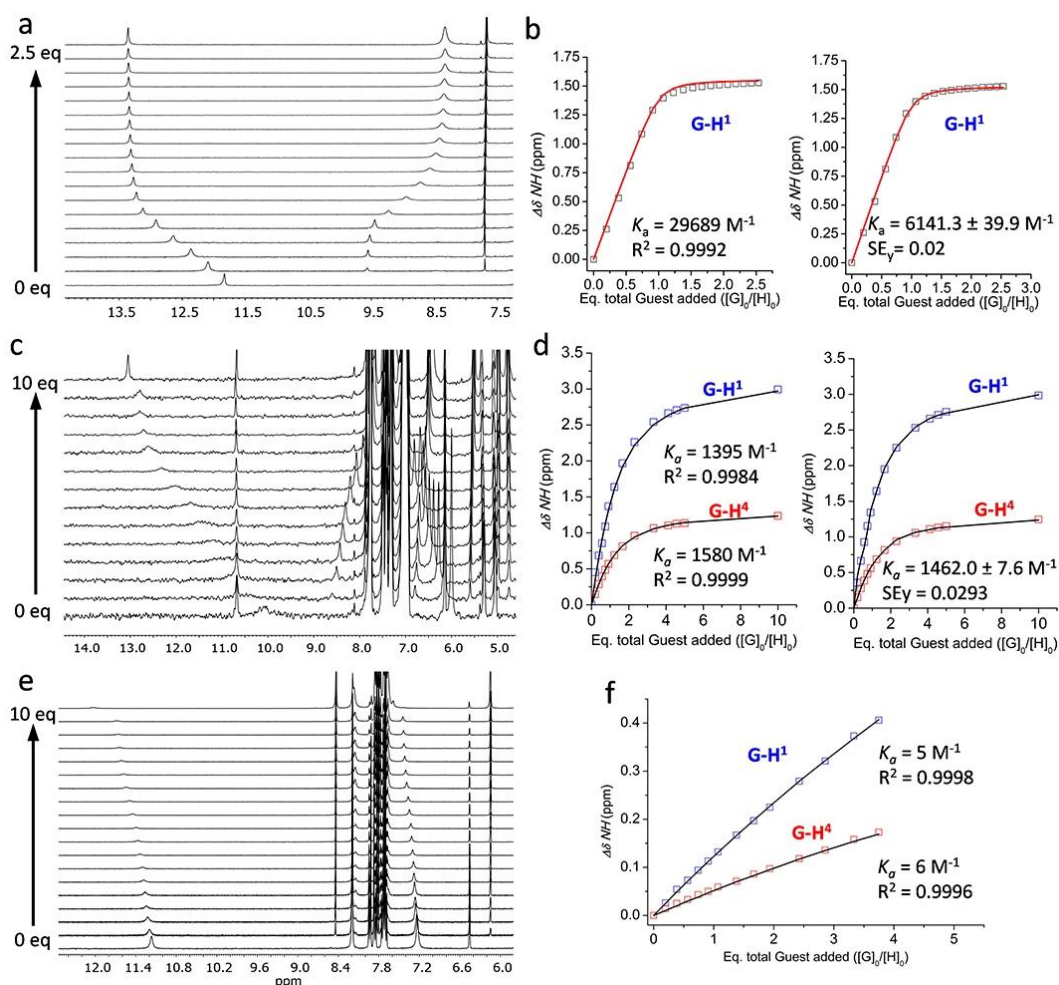 a
2.5 eq
0 eq
13.5 12.5 11.5 10.5 9.5 8.5 7.5
b
Δδ NH (ppm)
1.75
1.50
1.25
1.00
0.75
0.50
0.25
0.00
G-H¹
Kₐ = 29689 M⁻¹
R² = 0.9992
0.0 0.5 1.0 1.5 2.0 2.5
Eq. total Guest added ([G]₀/[H]₀)
Δδ NH (ppm)
1.75
1.50
1.25
1.00
0.75
0.50
0.25
0.00
G-H¹
Kₐ = 6141.3 ± 39.9 M⁻¹
SEᵧ= 0.02
0.0 0.5 1.0 1.5 2.0 2.5 3.0
Eq. total Guest added ([G]₀/[H]₀)
c
10 eq
0 eq
14.0 13.0 12.0 11.0 10.0 9.0 8.0 7.0 6.0 5.0
d
Δδ NH (ppm)
3.5
3.0
2.5
2.0
1.5
1.0
0.5
0.0
G-H¹
Kₐ = 1395 M⁻¹
R² = 0.9984
G-H⁴
Kₐ = 1580 M⁻¹
R² = 0.9999
0 2 4 6 8 10
Eq. total Guest added ([G]₀/[H]₀)
Δδ NH (ppm)
3.5
3.0
2.5
2.0
1.5
1.0
0.5
0.0
G-H¹
G-H⁴
Kₐ = 1462.0 ± 7.6 M⁻¹
SEy = 0.0293
0 2 4 6 8 10
Eq. total Guest added ([G]₀/[H]₀)
e
10 eq
0 eq
12.0 11.4 10.8 10.2 9.6 9.0 8.4 7.8 7.2 6.6 6.0
ppm
f
Δδ NH (ppm)
0.4
0.3
0.2
0.1
0.0
G-H¹
Kₐ = 5 M⁻¹
R² = 0.9998
G-H⁴
Kₐ = 6 M⁻¹
R² = 0.9996
0 1 2 3 4 5
Eq. total Guest added ([G]₀/[H]₀)